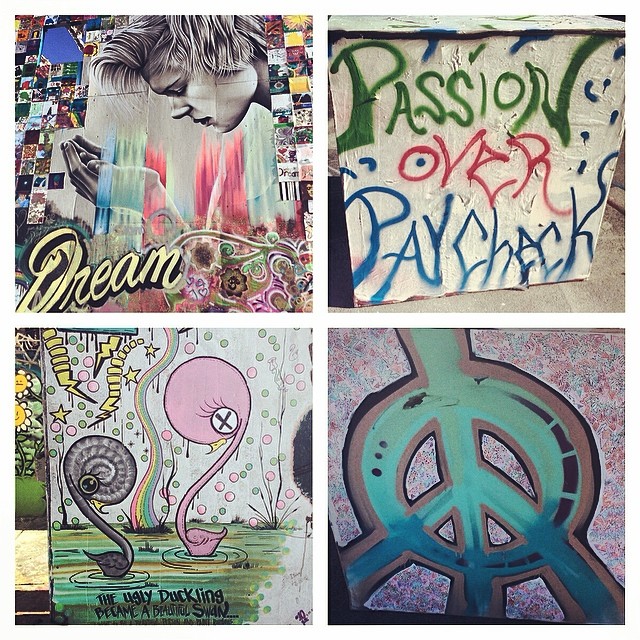 Dream
PASSiON
OVER
PAYCheCK
THE UGLY DuCKLiNG
BECAME A BEAUTiFuL SWAN....